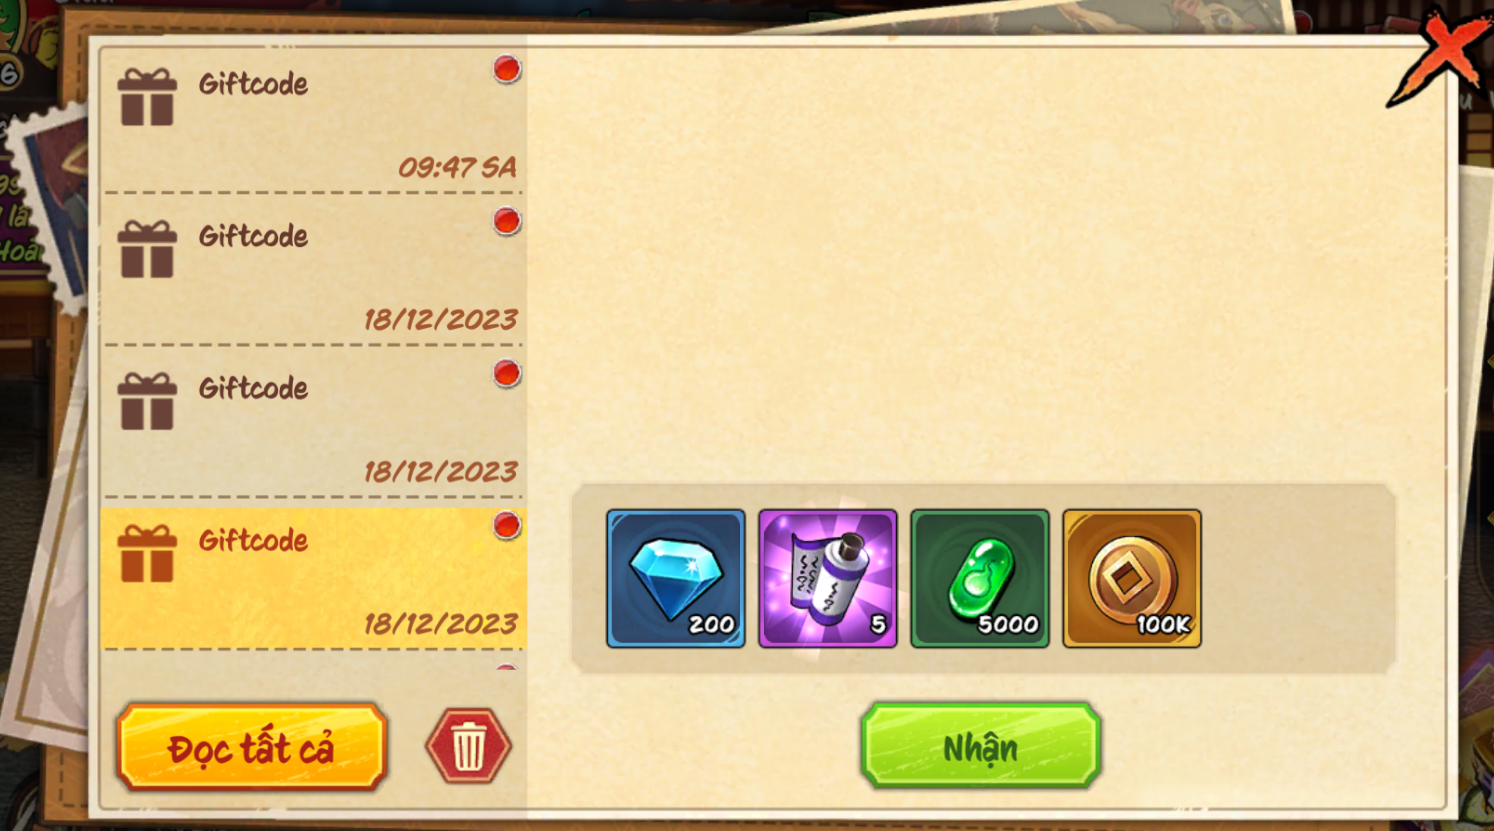 Giftcode
09:47 SA
Giftcode
18/12/2023
Giftcode
18/12/2023
Giftcode
18/12/2023
200
5
5000
100K
Đọc tất cả
Nhận